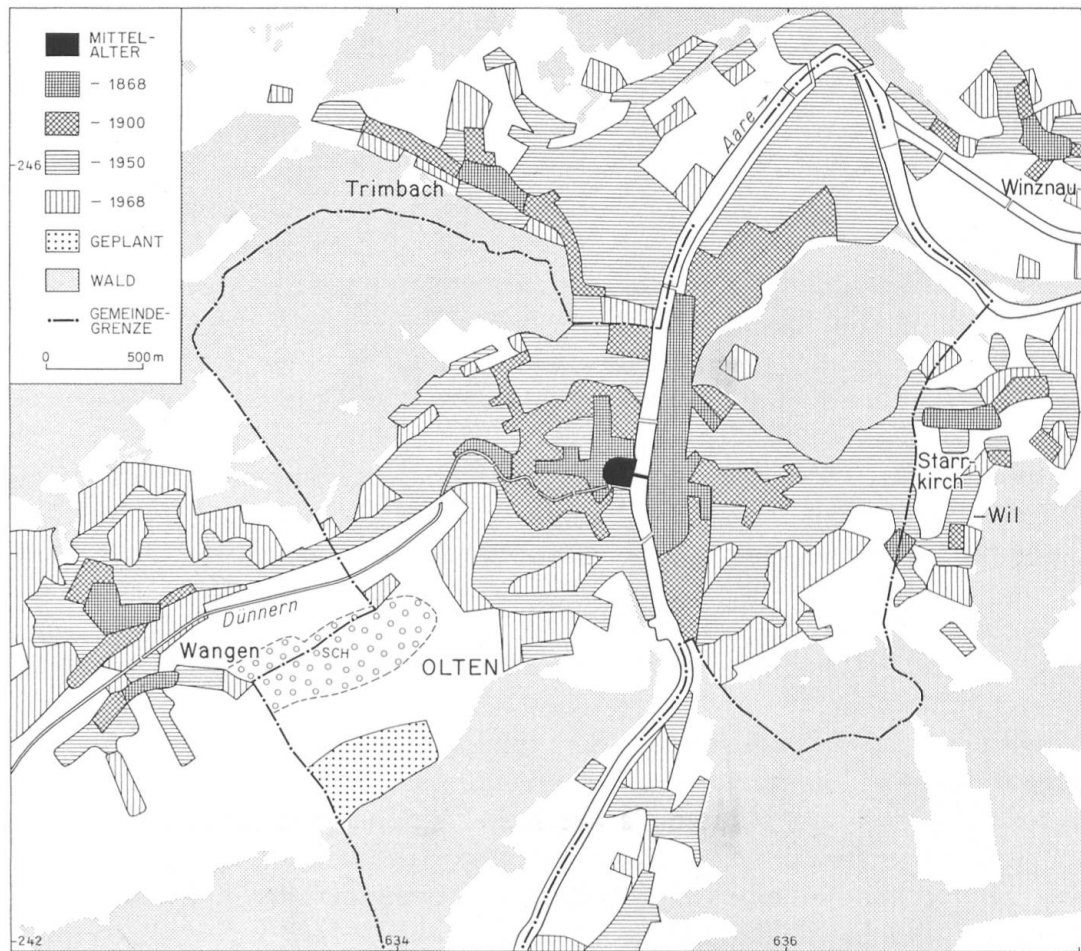 MITTEL-
ALTER
- 1868
- 1900
- 1950
- 1968
GEPLANT
WALD
GEMEINDE-
GRENZE
0 500 m
246
Trimbach
Aare
Winznau
Starr-
kirch
-Wil
Dünnern
Wangen
SCH
OLTEN
242
634
636